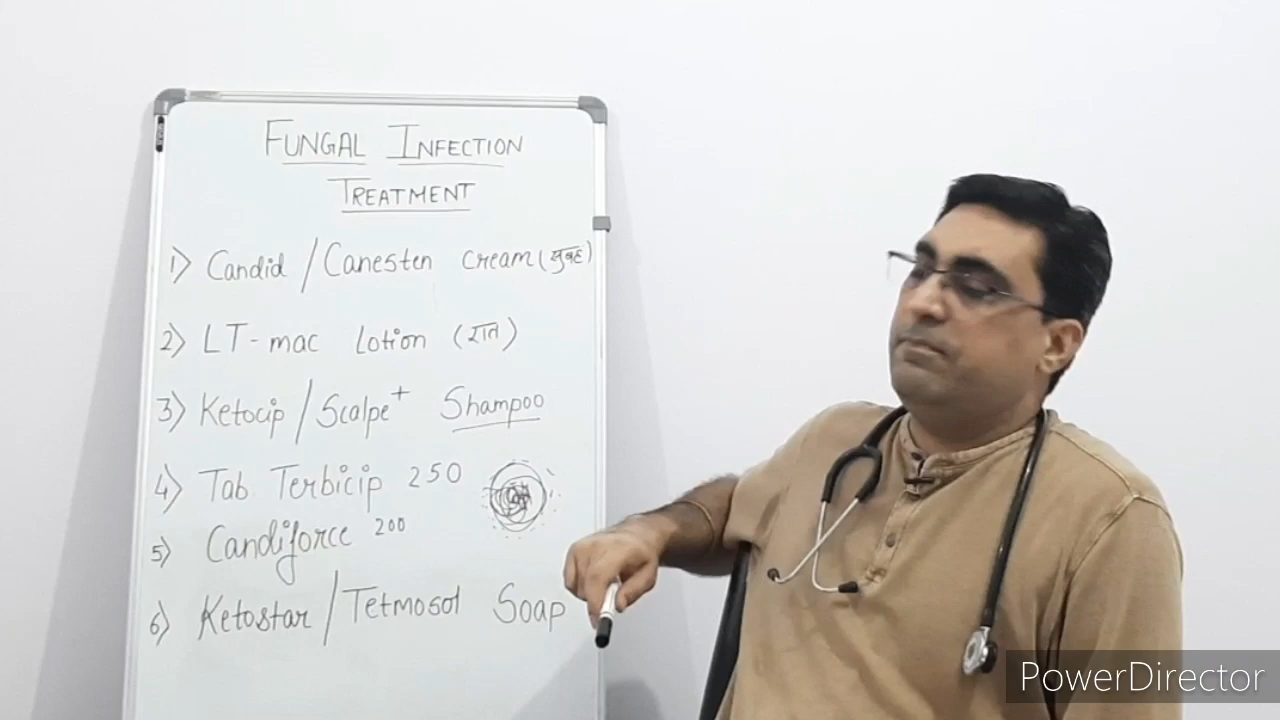 FUNGAL INFECTION
TREATMENT
1) Candid / Canesten cream (सुबह)
2) LT-mac Lotion (रात)
3) Ketocip / Scalpe+ Shampoo
4) Tab Terbicip 250
5) Candiforce 200
6) Ketostar / Tetmosol Soap
PowerDirector